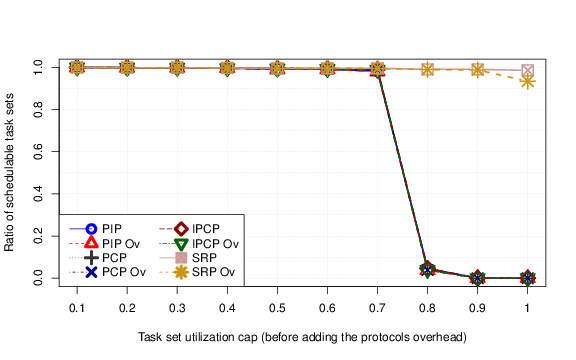 Ratio of schedulable task sets
1.0
0.8
0.6
0.4
0.2
0.0
PIP
IPCP
PIP Ov
IPCP Ov
PCP
SRP
PCP Ov
SRP Ov
0.1 0.2 0.3 0.4 0.5 0.6 0.7 0.8 0.9 1
Task set utilization cap (before adding the protocols overhead)